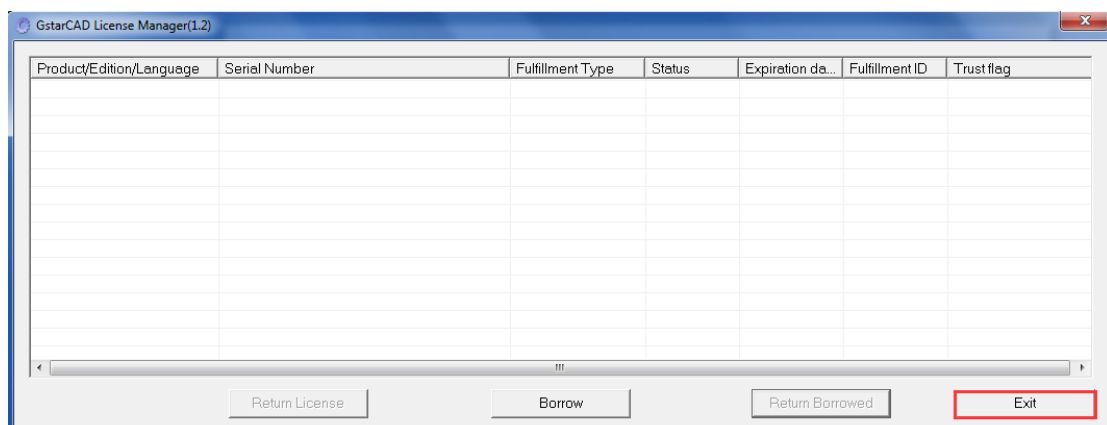 GstarCAD License Manager(1.2)
Product/Edition/Language Serial Number Fulfillment Type Status Expiration da... Fulfillment ID Trust flag
Return License Borrow Return Borrowed Exit